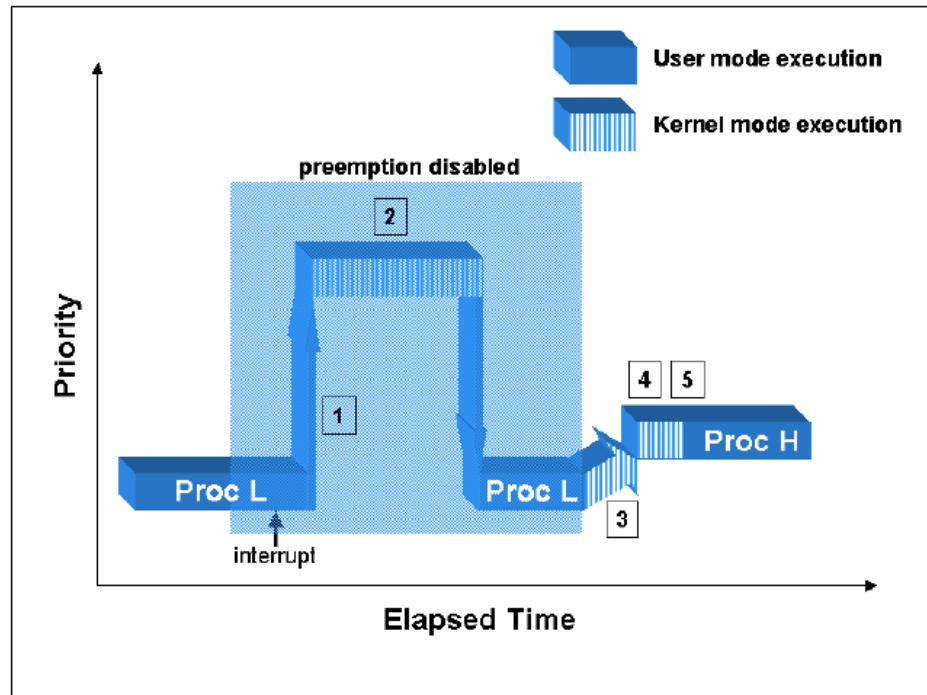 User mode execution
Kernel mode execution
preemption disabled
2
Priority
1
4 5
Proc L
Proc L
Proc H
3
interrupt
Elapsed Time